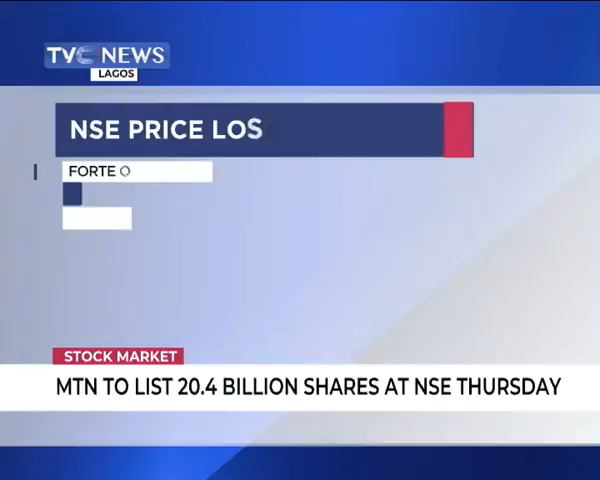 TVC NEWS
LAGOS
NSE PRICE LOS
FORTE O
STOCK MARKET
MTN TO LIST 20.4 BILLION SHARES AT NSE THURSDAY